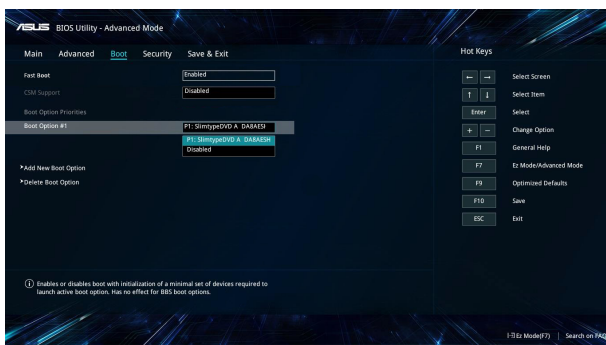 ASUS BIOS Utility - Advanced Mode
Main Advanced Boot Security Save & Exit
Hot Keys
Fast Boot Enabled
← → Select Screen
CSM Support Disabled
↑ ↓ Select Item
Boot Option Priorities
Enter Select
Boot Option #1 P1: SlimtypeDVD A DA8AESI
+ - Change Option
P1: SlimtypeDVD A DA8AESH
Disabled
F1 General Help
>Add New Boot Option
F7 Ez Mode/Advanced Mode
>Delete Boot Option
F9 Optimized Defaults
F10 Save
ESC Exit
Enables or disables boot with initialization of a minimal set of devices required to
launch active boot option. Has no effect for BBS boot options.
Ez Mode(F7) | Search on FAQ